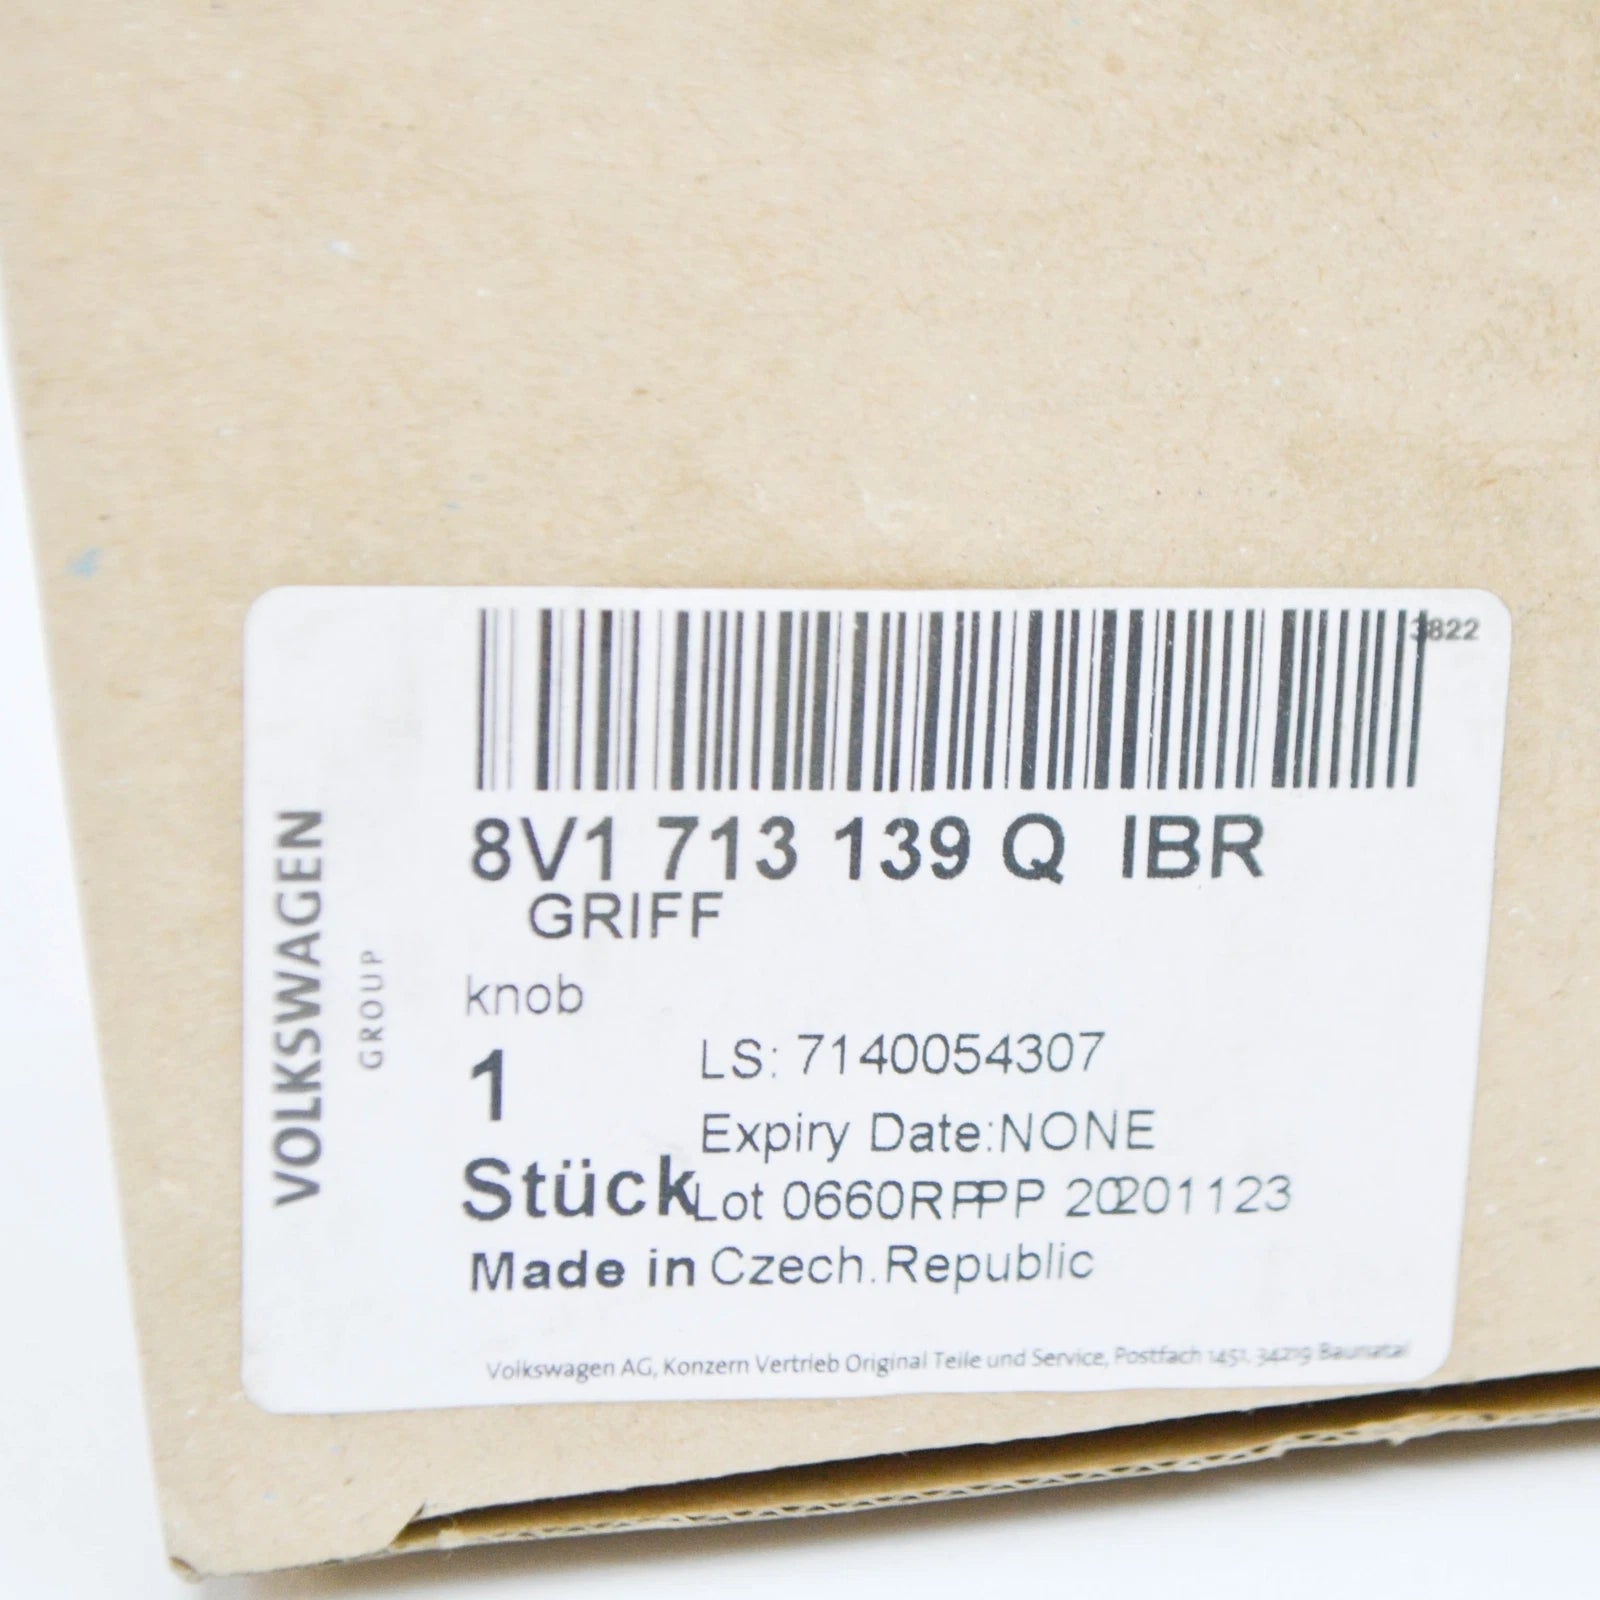 3822
8V1 713 139 Q IBR
GRIFF
knob
1
LS: 7140054307
Expiry Date:NONE
Stück
Lot 0660RPPP 20201123
Made in Czech.Republic
Volkswagen AG, Konzern Vertrieb Original Teile und Service, Postfach 1451, 34219 Baunatal
VOLKSWAGEN
GROUP